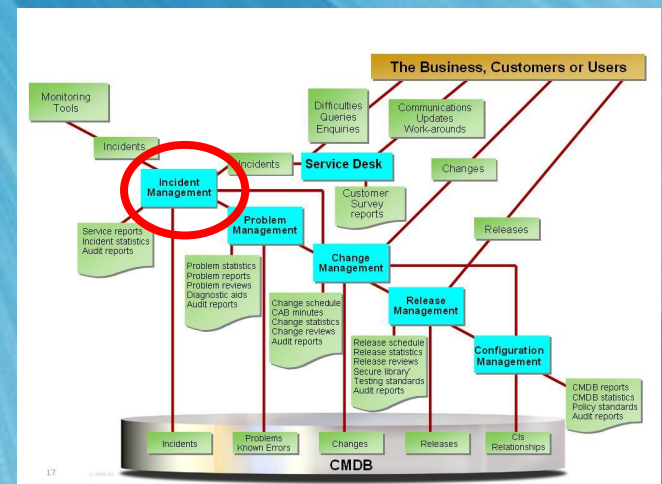 The Business, Customers or Users
Monitoring
Tools
Difficulties
Queries
Enquiries
Communications
Updates
Work-arounds
Incidents
Incidents
Service Desk
Changes
Incident
Management
Customer
Survey
reports
Problem
Management
Releases
Service reports
Incident statistics
Audit reports
Change
Management
Problem statistics
Problem reports
Problem reviews
Diagnostic aids
Audit reports
Release
Management
Change schedule
CAB minutes
Change statistics
Change reviews
Audit reports
Release schedule
Release statistics
Release reviews
Secure library'
Testing standards
Audit reports
Configuration
Management
CMDB reports
CMDB statistics
Policy standards
Audit reports
Incidents
Problems
Known Errors
Changes
Releases
CIs
Relationships
CMDB
17